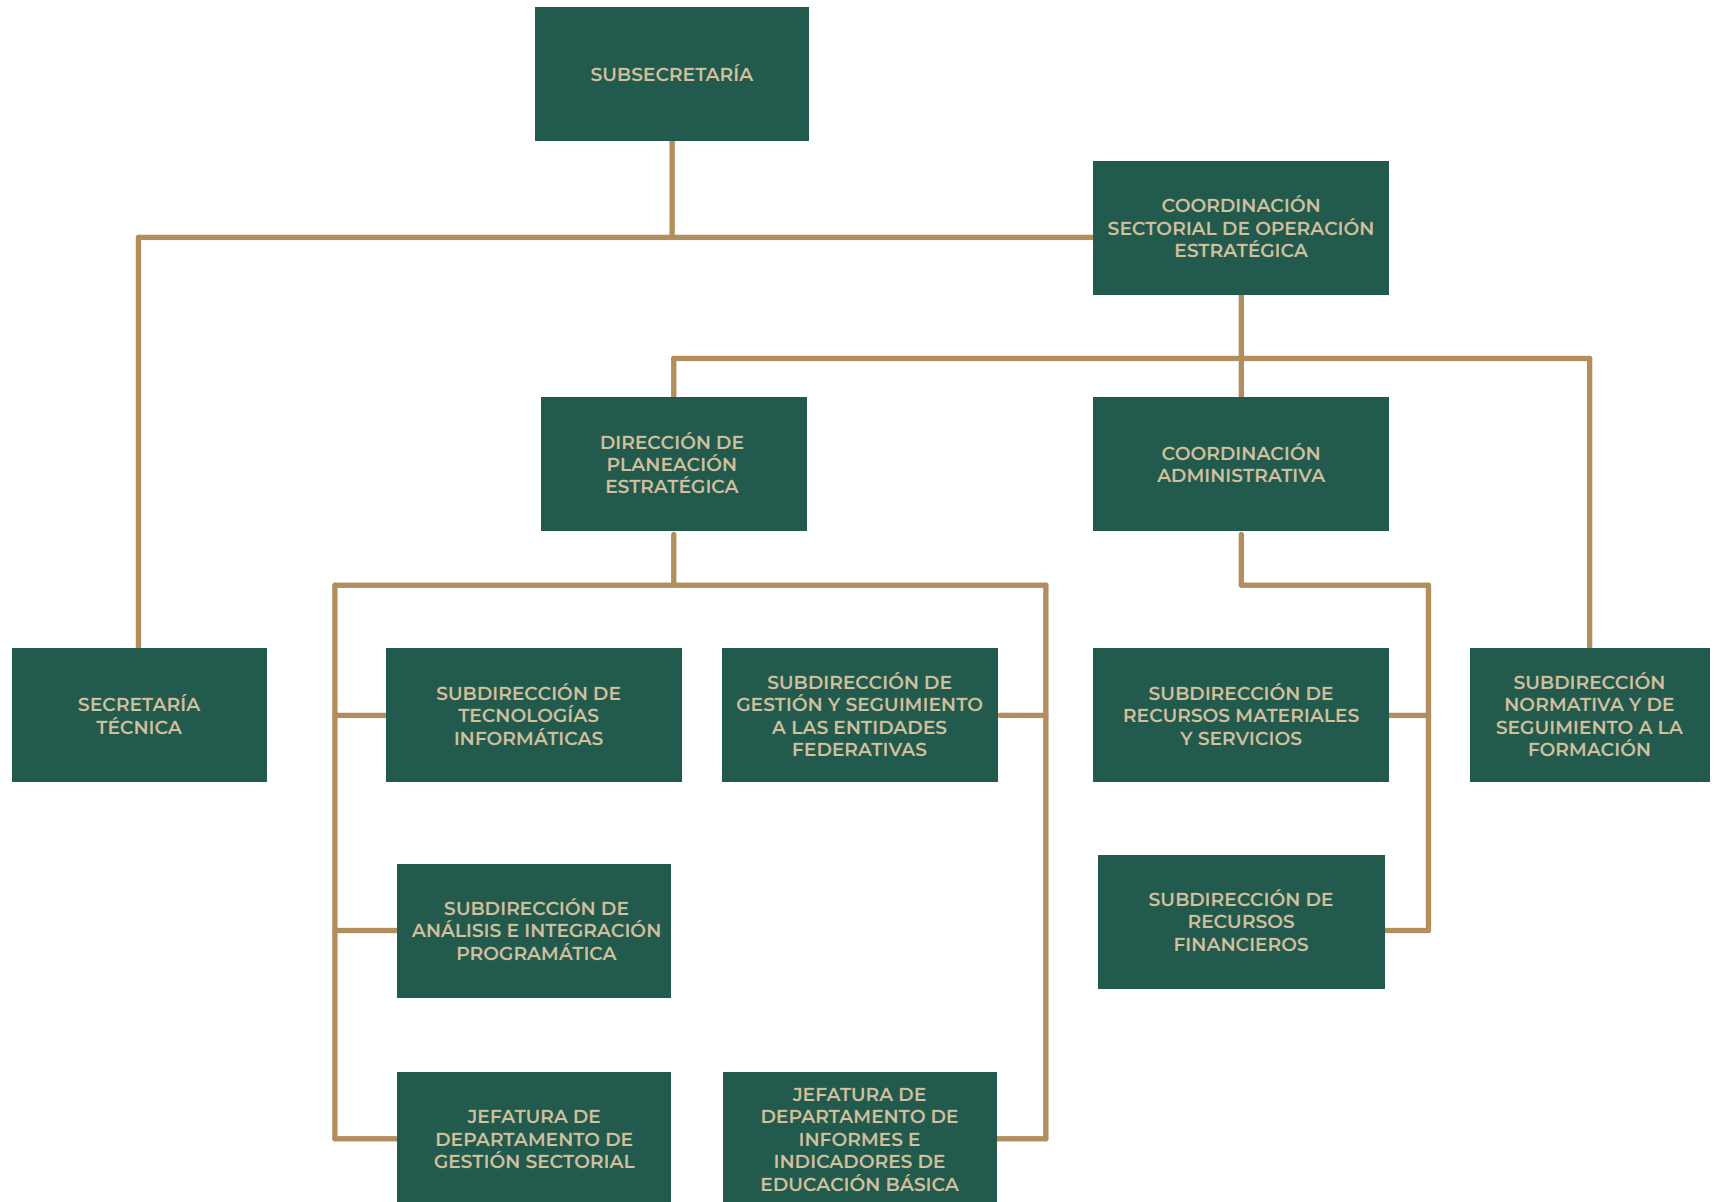 SUBSECRETARÍA
COORDINACIÓN
SECTORIAL DE OPERACIÓN
ESTRATÉGICA
DIRECCIÓN DE
PLANEACIÓN
ESTRATÉGICA
COORDINACIÓN
ADMINISTRATIVA
SECRETARÍA
TÉCNICA
SUBDIRECCIÓN DE
TECNOLOGÍAS
INFORMÁTICAS
SUBDIRECCIÓN DE
GESTIÓN Y SEGUIMIENTO
A LAS ENTIDADES
FEDERATIVAS
SUBDIRECCIÓN DE
RECURSOS MATERIALES
Y SERVICIOS
SUBDIRECCIÓN
NORMATIVA Y DE
SEGUIMIENTO A LA
FORMACIÓN
SUBDIRECCIÓN DE
ANÁLISIS E INTEGRACIÓN
PROGRAMÁTICA
SUBDIRECCIÓN DE
RECURSOS
FINANCIEROS
JEFATURA DE
DEPARTAMENTO DE
GESTIÓN SECTORIAL
JEFATURA DE
DEPARTAMENTO DE
INFORMES E
INDICADORES DE
EDUCACIÓN BÁSICA